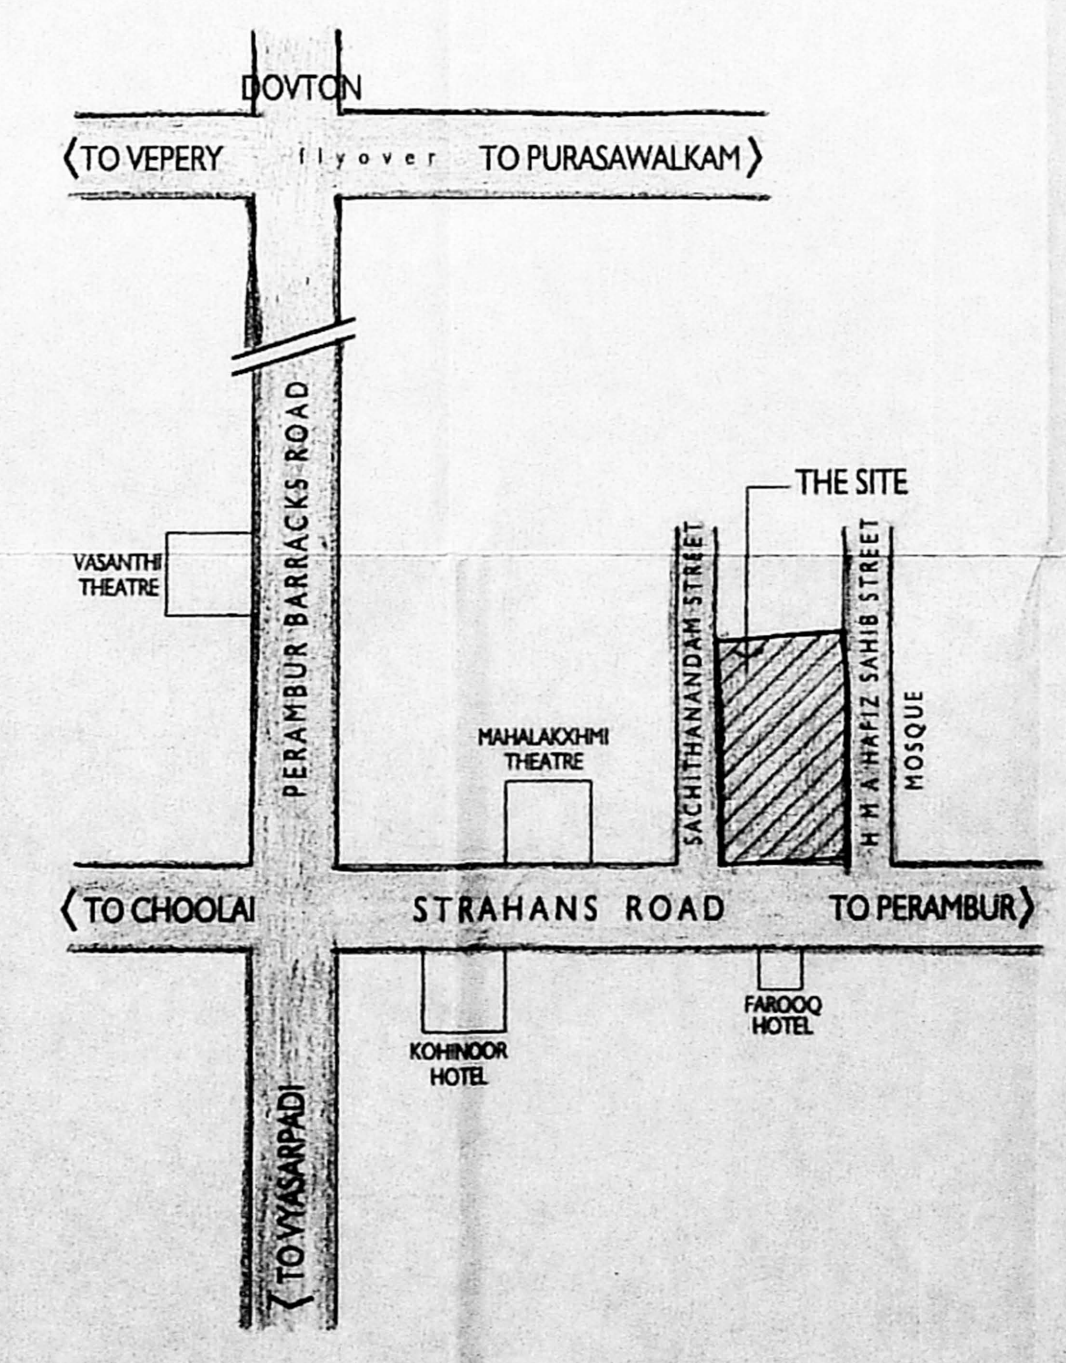 DOVTON
TO VEPERY
flyover
TO PURASAWALKAM
PERAMBUR BARRACKS ROAD
THE SITE
VASANTHI
THEATRE
SACHITHANANDAM STREET
H M A HAFIZ SAHIB STREET
MOSQUE
MAHALAKXHMI
THEATRE
TO CHOOLAI
STRAHANS ROAD
TO PERAMBUR
FAROOQ
HOTEL
KOHINOOR
HOTEL
TO VYASARPADI